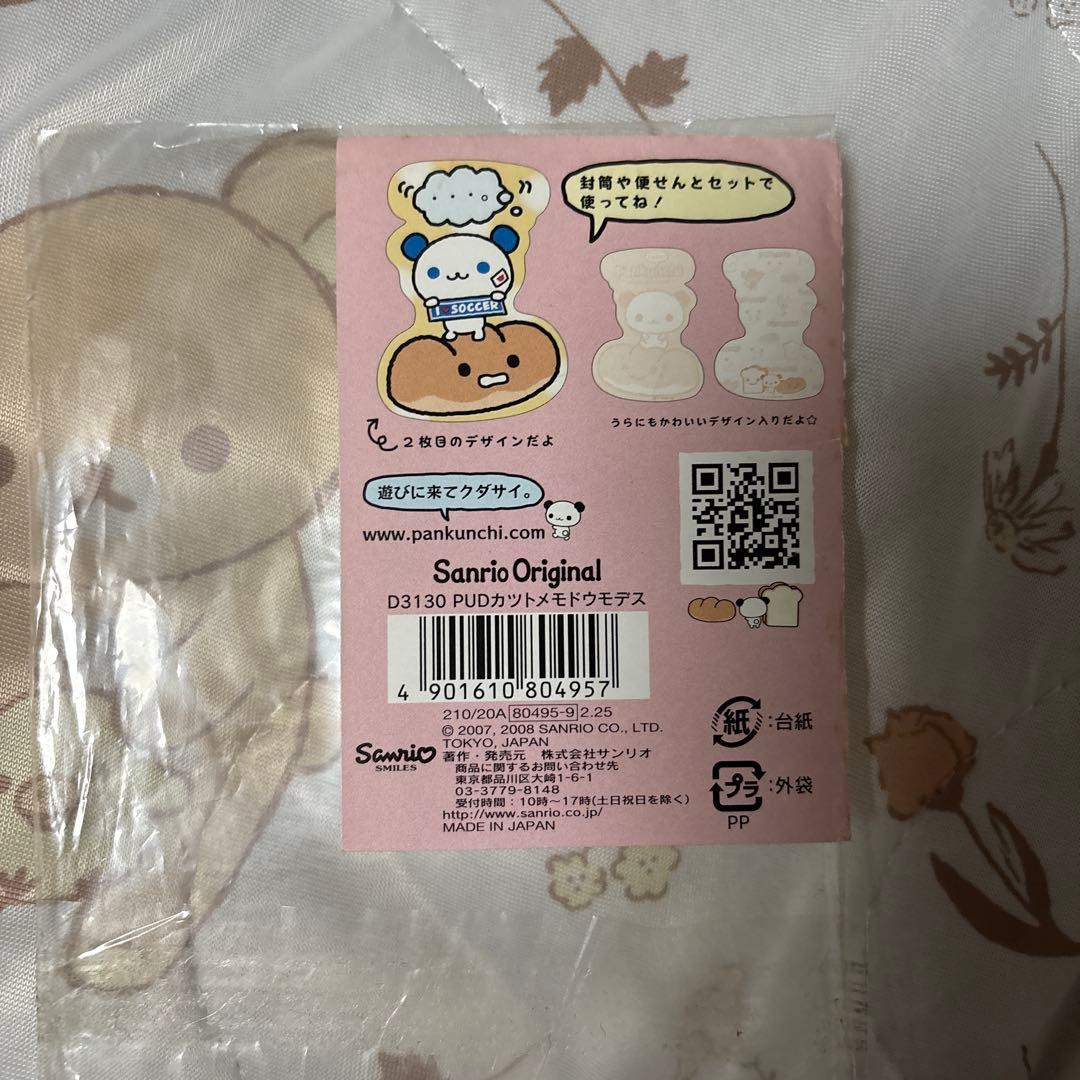 封筒や便せんとセットで
使ってね!
I SOCCER
2枚目のデザインだよ
うらにもかわいいデザイン入りだよ☆
遊びに来てクダサイ。
www.pankunchi.com
Sanrio Original
D3130 PUDカツトメモドウモデス
4 901610 804957
210/20A 80495-9 2.25
© 2007, 2008 SANRIO CO., LTD.
TOKYO, JAPAN
Sanrio
SMILES
著作・発売元 株式会社サンリオ
商品に関するお問い合わせ先
東京都品川区大崎1-6-1
03-3779-8148
受付時間:10時〜17時(土日祝日を除く)
http://www.sanrio.co.jp/
MADE IN JAPAN
紙:台紙
プラ:外袋
PP